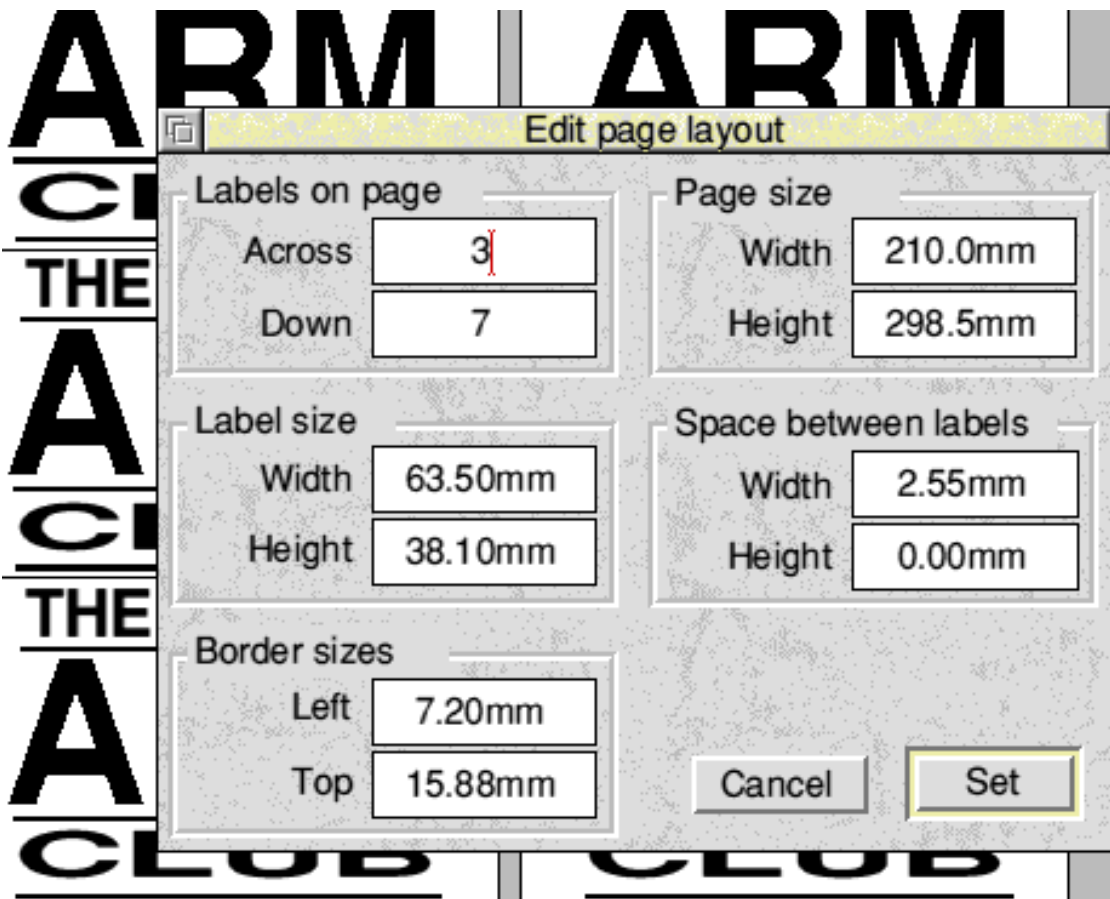 ARM ARM
Edit page layout
Labels on page
Across 3
Down 7
Page size
Width 210.0mm
Height 298.5mm
Label size
Width 63.50mm
Height 38.10mm
Space between labels
Width 2.55mm
Height 0.00mm
Border sizes
Left 7.20mm
Top 15.88mm
Cancel Set
CL
THE
A
CL
THE
A
CLUB CLUB